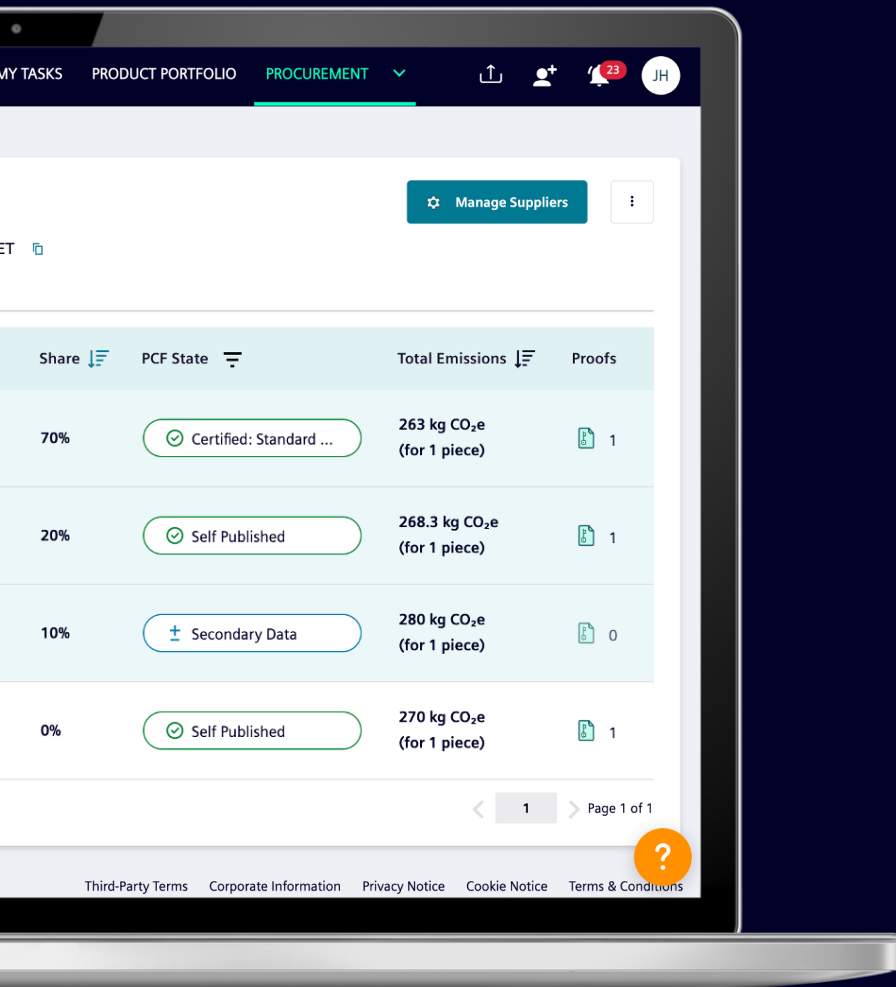 MY TASKS PRODUCT PORTFOLIO PROCUREMENT 23 JH
Manage Suppliers
ET
Share PCF State Total Emissions Proofs
70% Certified: Standard ... 263 kg CO₂e
(for 1 piece) 1
20% Self Published 268.3 kg CO₂e
(for 1 piece) 1
10% Secondary Data 280 kg CO₂e
(for 1 piece) 0
0% Self Published 270 kg CO₂e
(for 1 piece) 1
1 Page 1 of 1
?
Third-Party Terms Corporate Information Privacy Notice Cookie Notice Terms & Conditions